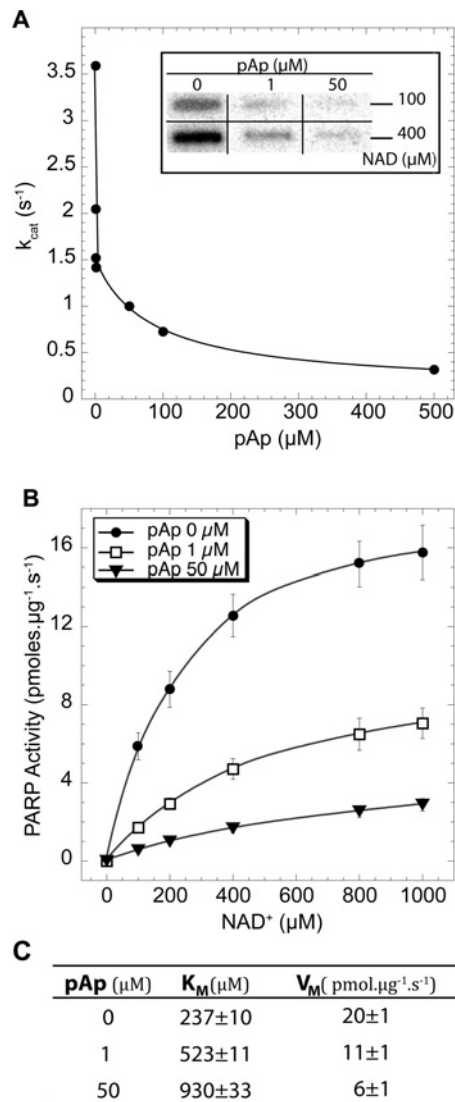 A
pAp (µM)
0 1 50
100
400
NAD (µM)
3.5
3
2.5
2
1.5
1
0.5
0
k_cat (s⁻¹)
0 100 200 300 400 500
pAp (µM)
B
pAp 0 µM
pAp 1 µM
pAp 50 µM
16
12
8
4
0
PARP Activity (pmoles.µg⁻¹.s⁻¹)
0 200 400 600 800 1000
NAD⁺ (µM)
C
pAp (µM) K_M(µM) V_M( pmol.µg⁻¹.s⁻¹)
0 237±10 20±1
1 523±11 11±1
50 930±33 6±1